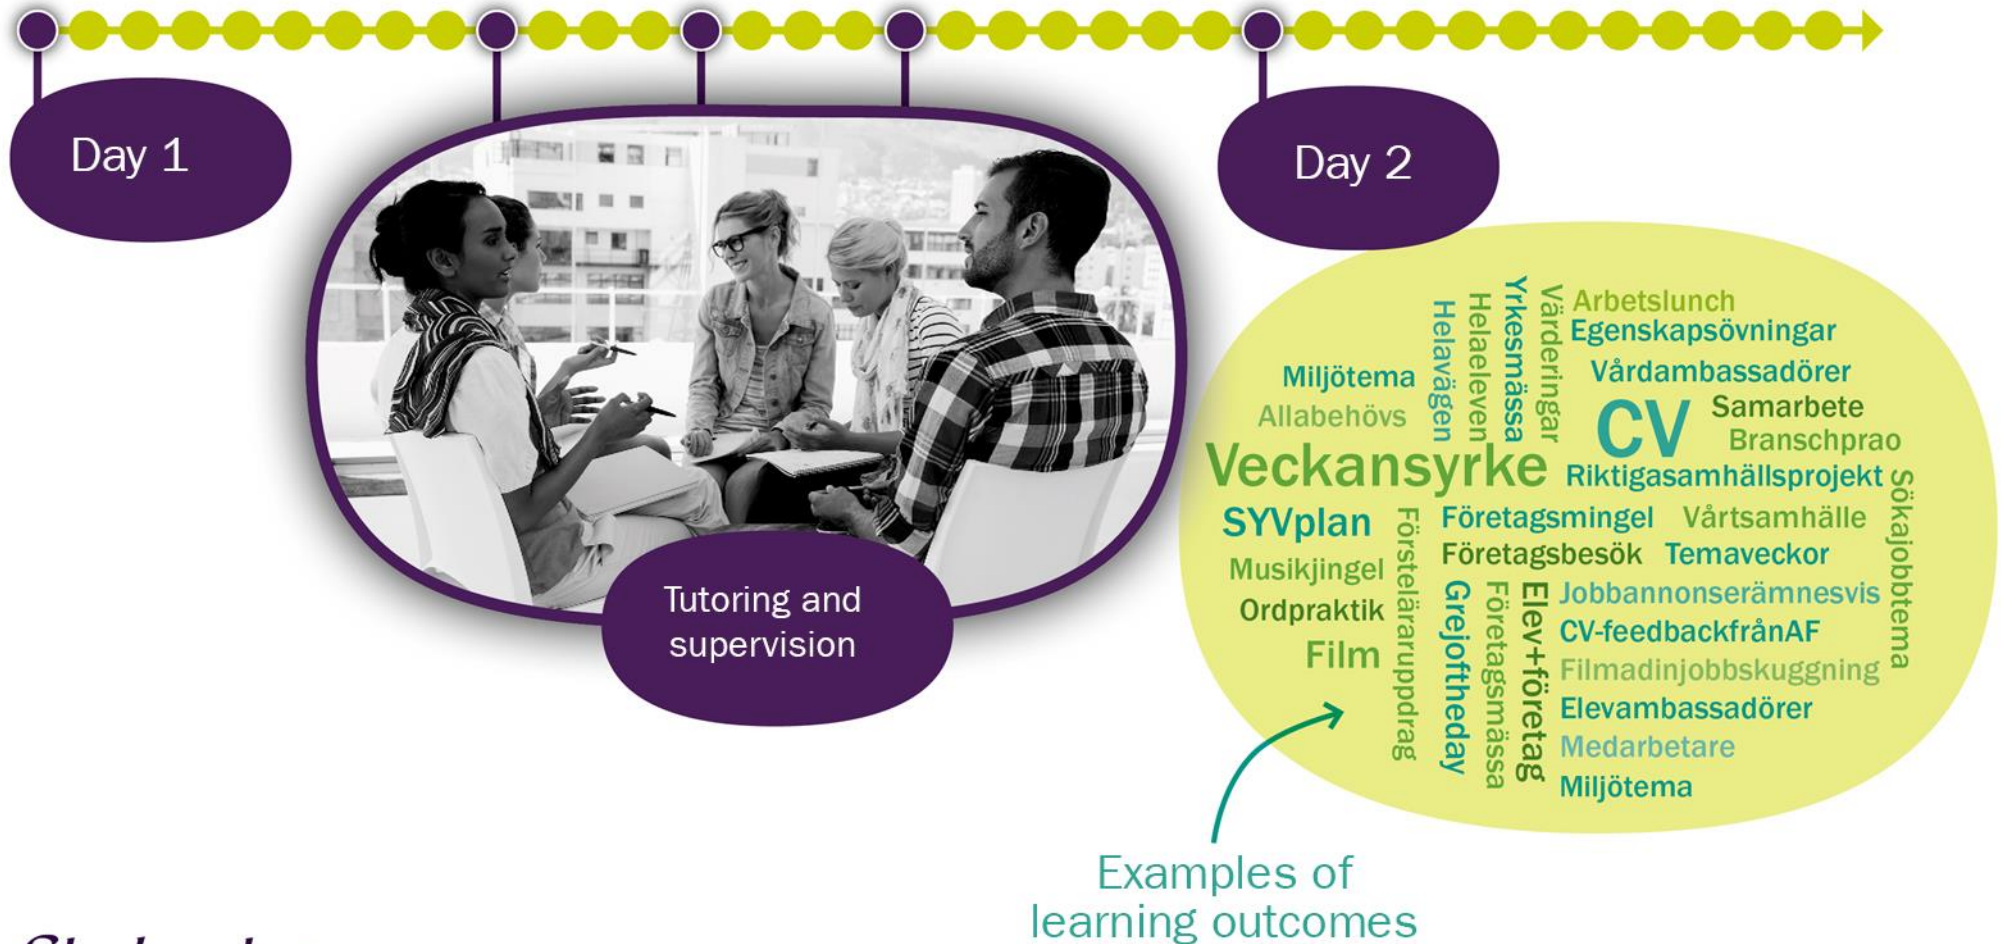 Day 1
Day 2
Tutoring and
supervision
Arbetslunch
Egenskapsövningar
Vårdambassadörer
Miljötema
Allabehövs
Helavägen
Helaeleven
Yrkesmässa
Värderingar
CV
Samarbete
Branschprao
Veckansyrke
Riktigasamhällsprojekt
SYVplan
Företagsmingel
Vårtsamhälle
Företagsbesök
Temaveckor
Musikjingel
Ordpraktik
Film
Försteläraruppdrag
Grejoftheday
Företagsmässa
Elev+företag
Jobbannonserämnesvis
CV-feedbackfrånAF
Filmadinjobbskuggning
Elevambassadörer
Medarbetare
Miljötema
Sökajobbtema
Examples of
learning outcomes